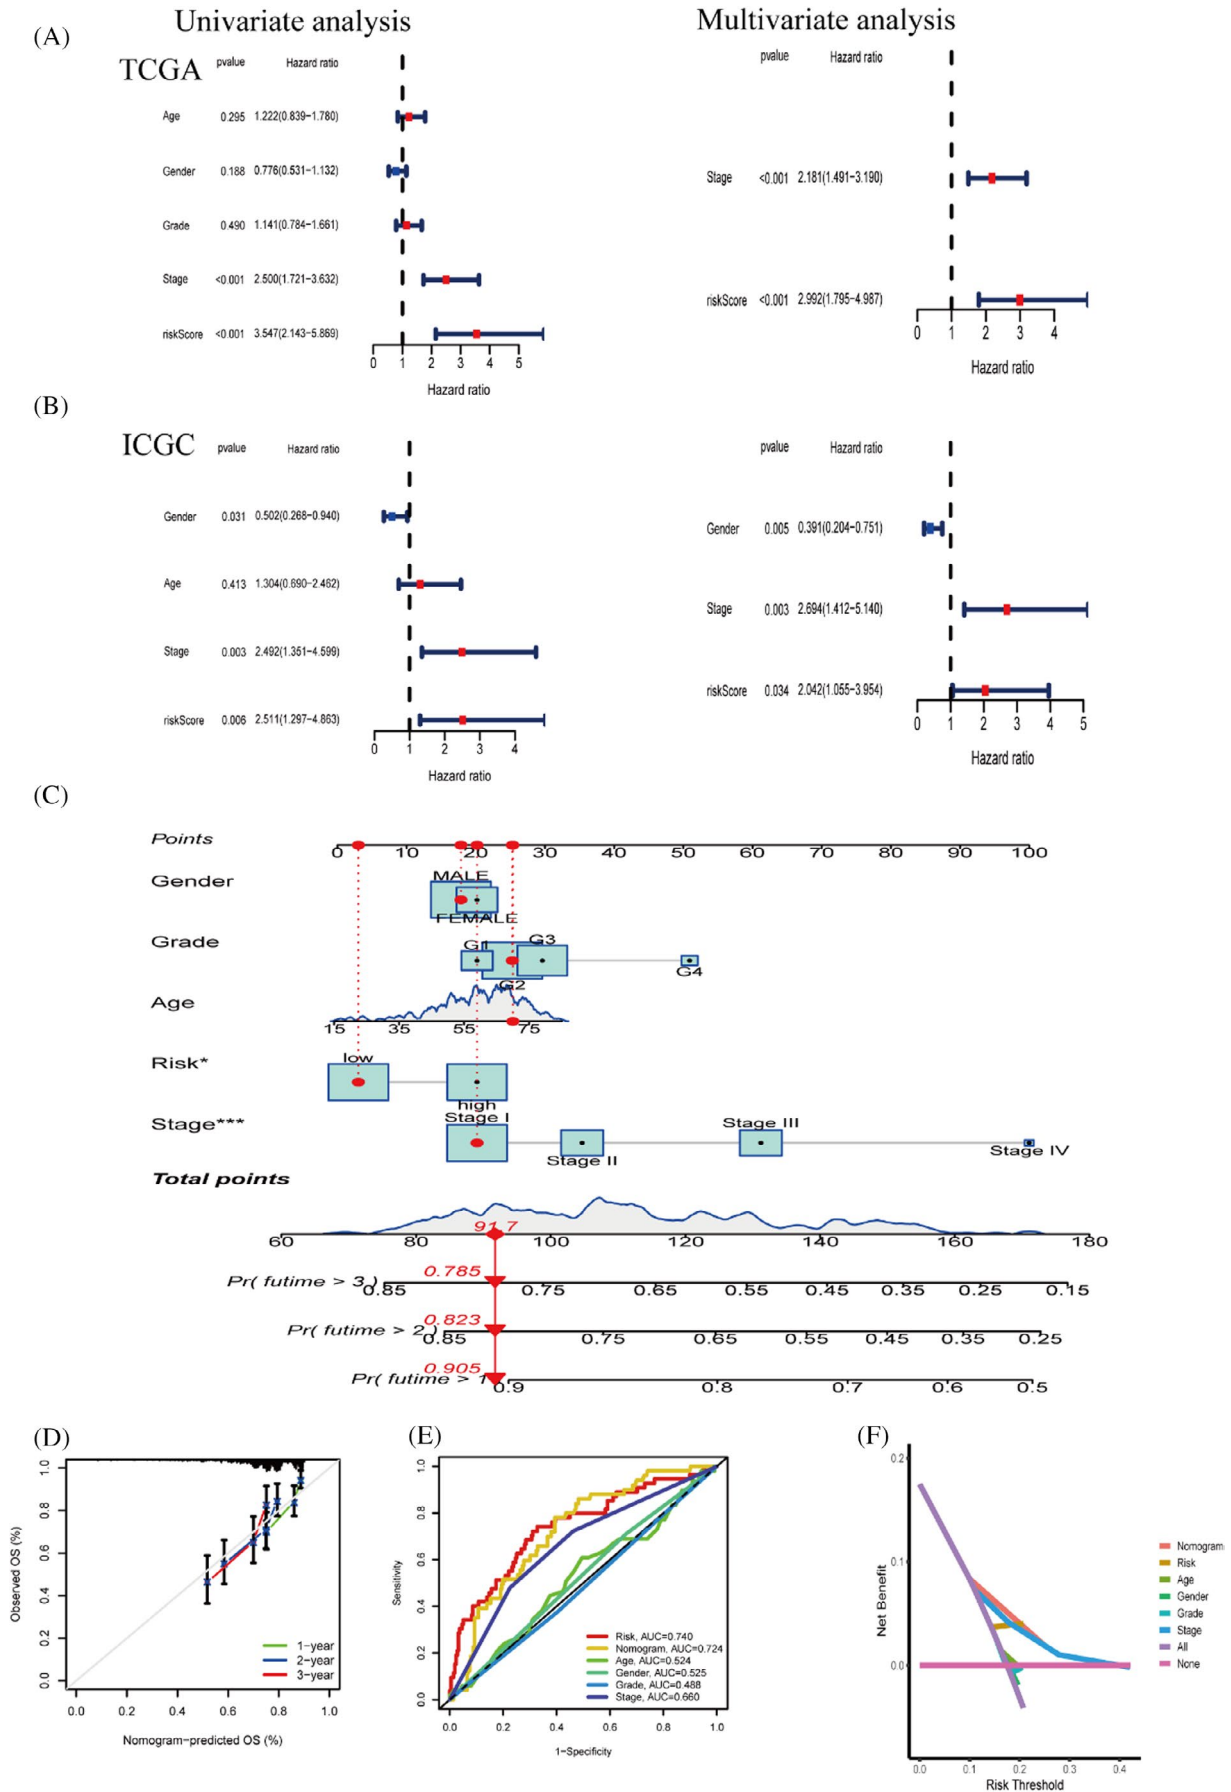 (A)
Univariate analysis
Multivariate analysis
TCGA
pvalue Hazard ratio
Age 0.295 1.222(0.839−1.780)
Gender 0.188 0.776(0.531−1.132)
Grade 0.490 1.141(0.784−1.661)
Stage <0.001 2.500(1.721−3.632)
riskScore <0.001 3.547(2.143−5.869)
0 1 2 3 4 5
Hazard ratio
pvalue Hazard ratio
Stage <0.001 2.181(1.491−3.190)
riskScore <0.001 2.992(1.795−4.987)
0 1 2 3 4
Hazard ratio
(B)
ICGC
pvalue Hazard ratio
Gender 0.031 0.502(0.268−0.940)
Age 0.413 1.304(0.690−2.462)
Stage 0.003 2.492(1.351−4.599)
riskScore 0.006 2.511(1.297−4.863)
0 1 2 3 4
Hazard ratio
pvalue Hazard ratio
Gender 0.005 0.391(0.204−0.751)
Stage 0.003 2.694(1.412−5.140)
riskScore 0.034 2.042(1.055−3.954)
0 1 2 3 4 5
Hazard ratio
(C)
Points
0 10 20 30 40 50 60 70 80 90 100
Gender
MALE
FEMALE
Grade
G1 G3
G2 G4
Age
15 35 55 75
Risk*
low
high
Stage***
Stage I Stage III
Stage II Stage IV
Total points
91.7
60 80 100 120 140 160 180
0.785
Pr( futime > 3 )
0.85 0.75 0.65 0.55 0.45 0.35 0.25 0.15
0.823
Pr( futime > 2 )
0.85 0.75 0.65 0.55 0.45 0.35 0.25
0.905
Pr( futime > 1
0.9 0.8 0.7 0.6 0.5
(D)
Observed OS (%)
1.0
0.8
0.6
0.4
0.2
0.0
1-year
2-year
3-year
0.0 0.2 0.4 0.6 0.8 1.0
Nomogram-predicted OS (%)
(E)
Sensitivity
1.0
0.8
0.6
0.4
0.2
0.0
Risk, AUC=0.740
Nomogram, AUC=0.724
Age, AUC=0.524
Gender, AUC=0.525
Grade, AUC=0.488
Stage, AUC=0.660
0.0 0.2 0.4 0.6 0.8 1.0
1−Specificity
(F)
Net Benefit
0.2
0.1
0.0
0.0 0.1 0.2 0.3 0.4
Risk Threshold
Nomogram
Risk
Age
Gender
Grade
Stage
All
None